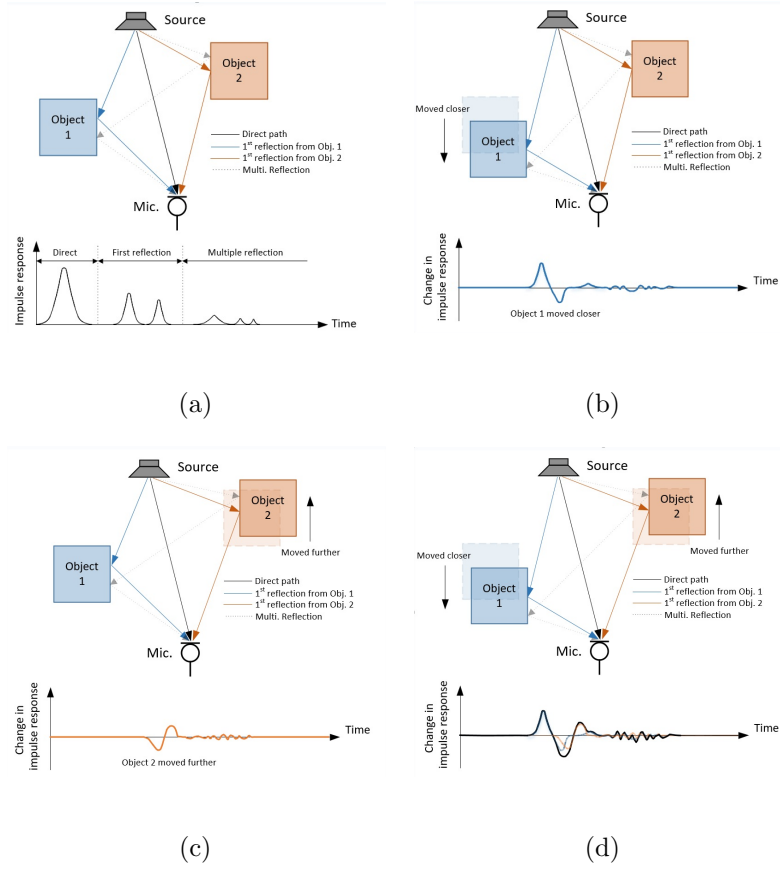 Source
Object
1
Object
2
Direct path
1st reflection from Obj. 1
1st reflection from Obj. 2
Multi. Reflection
Mic.
Impulse response
Direct
First reflection
Multiple reflection
Time
(a)
Source
Object
2
Moved closer
Object
1
Direct path
1st reflection from Obj. 1
1st reflection from Obj. 2
Multi. Reflection
Mic.
Change in
impulse response
Time
Object 1 moved closer
(b)
Source
Object
2
Moved further
Object
1
Direct path
1st reflection from Obj. 1
1st reflection from Obj. 2
Multi. Reflection
Mic.
Change in
impulse response
Time
Object 2 moved further
(c)
Source
Object
2
Moved further
Moved closer
Object
1
Direct path
1st reflection from Obj. 1
1st reflection from Obj. 2
Multi. Reflection
Mic.
Change in
impulse response
Time
(d)